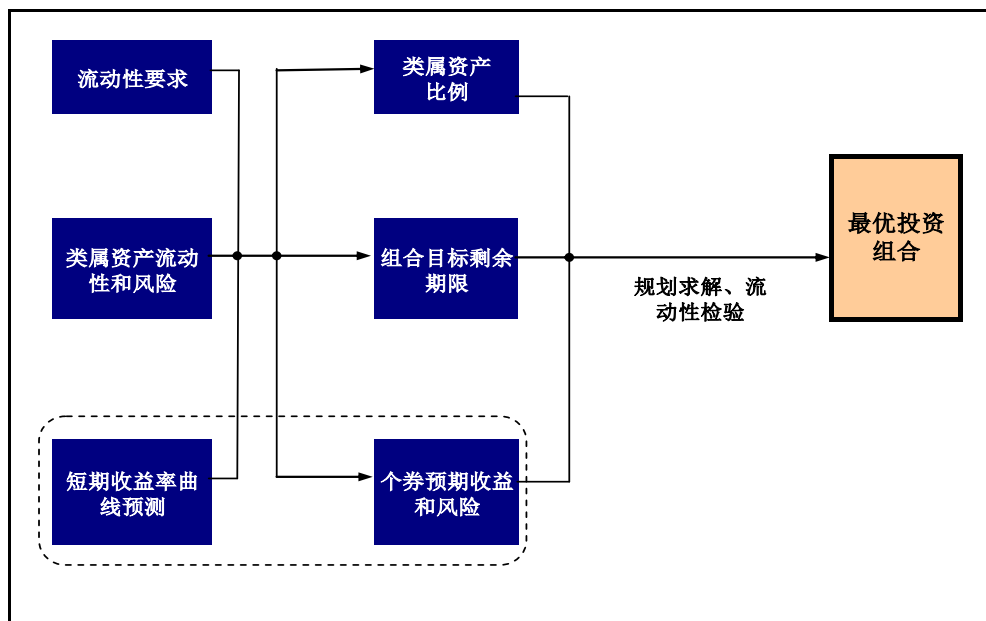 流动性要求
类属资产
比例
类属资产流动
性和风险
组合目标剩余
期限
最优投资
组合
规划求解、流
动性检验
短期收益率曲
线预测
个券预期收益
和风险